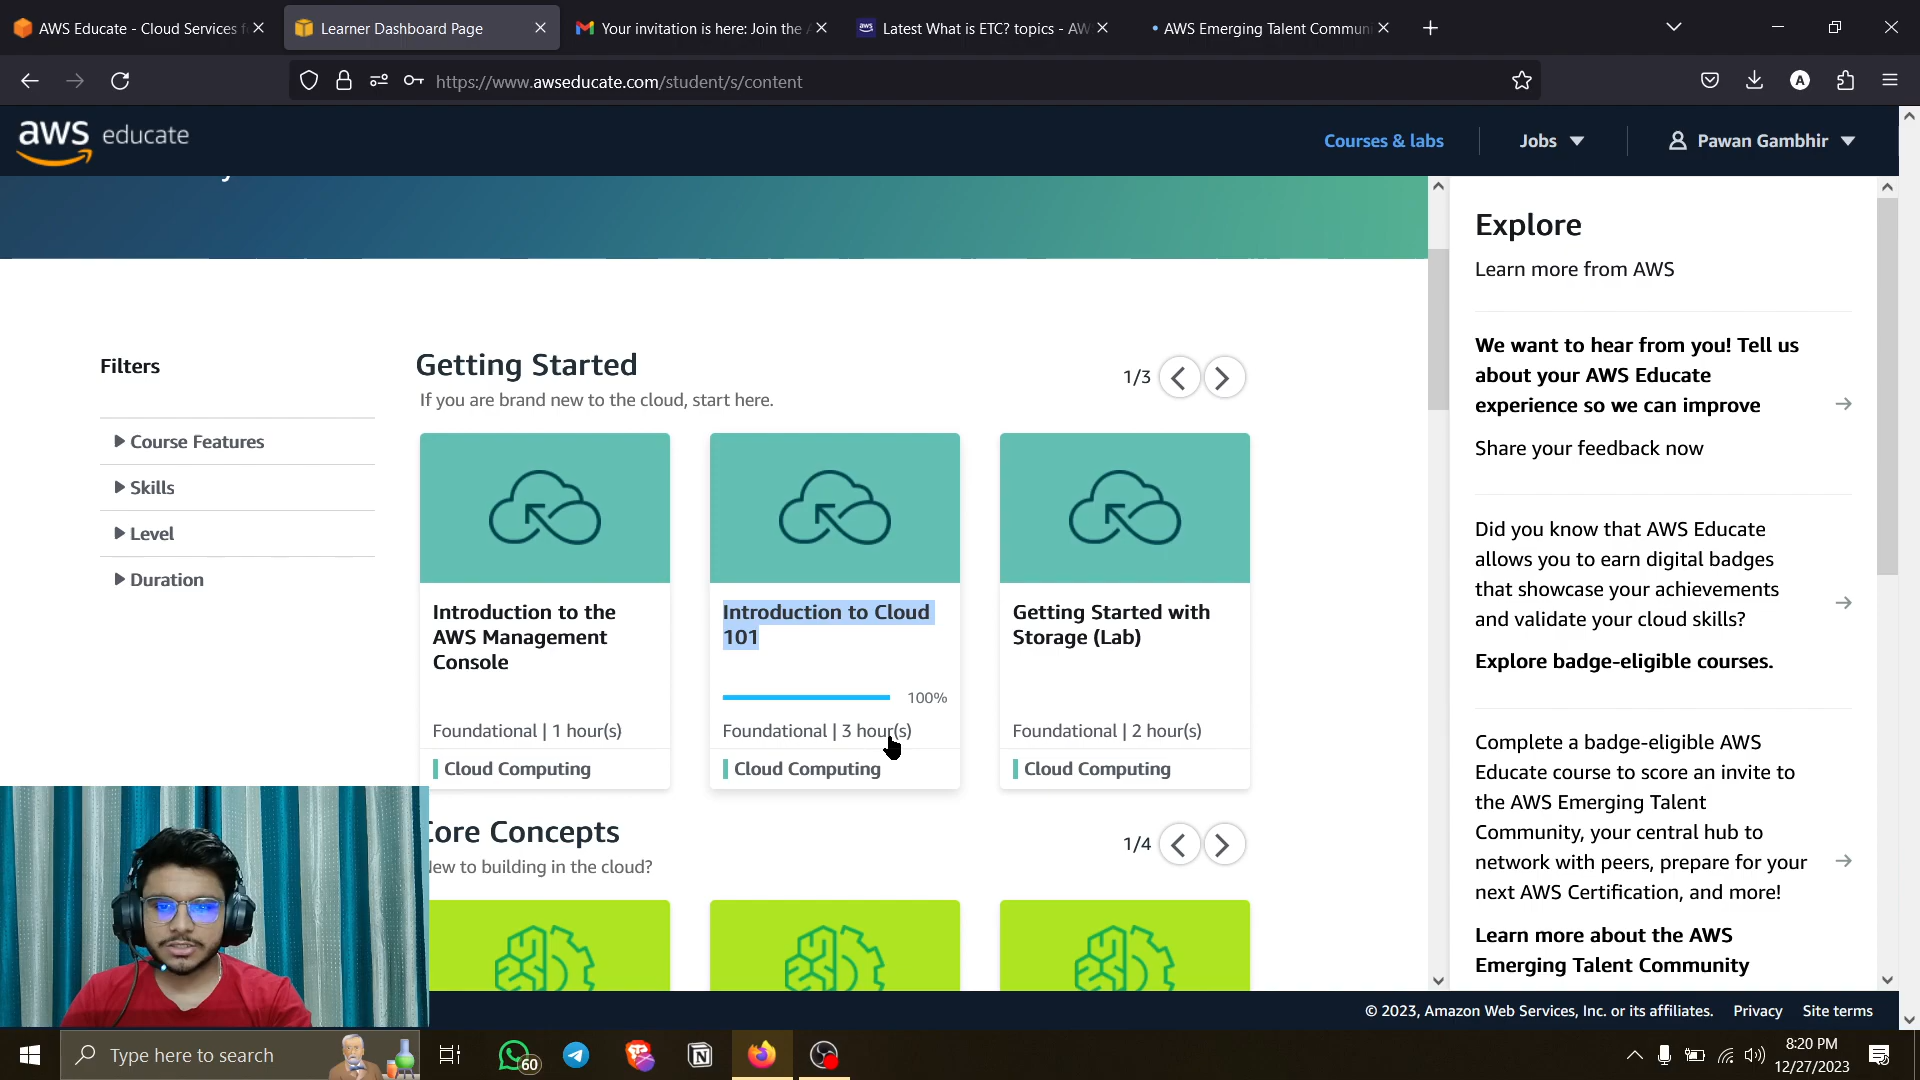 AWS Educate - Cloud Services f
Learner Dashboard Page
Your invitation is here: Join the
Latest What is ETC? topics - AW
AWS Emerging Talent Commun
https://www.awseducate.com/student/s/content
aws educate
Courses & labs
Jobs
Pawan Gambhir
Filters
Course Features
Skills
Level
Duration
Getting Started
If you are brand new to the cloud, start here.
1/3
Introduction to the
AWS Management
Console
Foundational | 1 hour(s)
Cloud Computing
Introduction to Cloud
101
100%
Foundational | 3 hour(s)
Cloud Computing
Getting Started with
Storage (Lab)
Foundational | 2 hour(s)
Cloud Computing
Core Concepts
New to building in the cloud?
1/4
Explore
Learn more from AWS
We want to hear from you! Tell us
about your AWS Educate
experience so we can improve
Share your feedback now
Did you know that AWS Educate
allows you to earn digital badges
that showcase your achievements
and validate your cloud skills?
Explore badge-eligible courses.
Complete a badge-eligible AWS
Educate course to score an invite to
the AWS Emerging Talent
Community, your central hub to
network with peers, prepare for your
next AWS Certification, and more!
Learn more about the AWS
Emerging Talent Community
© 2023, Amazon Web Services, Inc. or its affiliates.
Privacy
Site terms
Type here to search
60
8:20 PM
12/27/2023